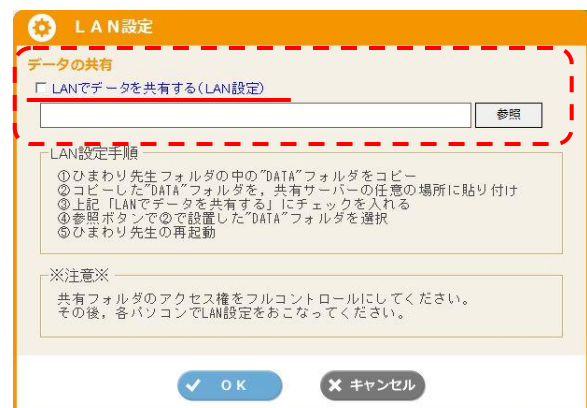 ＬＡＮ設定
データの共有
LANでデータを共有する(LAN設定)
参照
LAN設定手順
①ひまわり先生フォルダの中の"DATA"フォルダをコピー
②コピーした"DATA"フォルダを，共有サーバーの任意の場所に貼り付け
③上記「LANでデータを共有する」にチェックを入れる
④参照ボタンで②で設置した"DATA"フォルダを選択
⑤ひまわり先生の再起動
※注意※
共有フォルダのアクセス権をフルコントロールにしてください。
その後，各パソコンでLAN設定をおこなってください。
ＯＫ
キャンセル